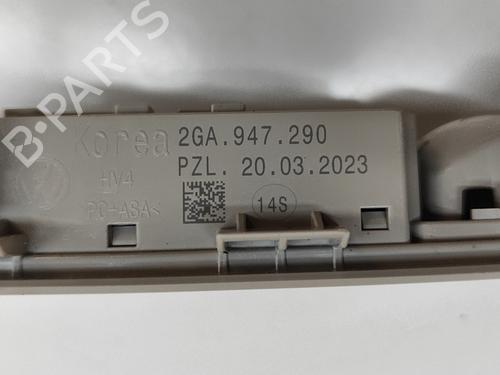 B-PARTS
Korea 2GA.947.290
HV4 PZL. 20.03.2023
PC+ASA<
14S